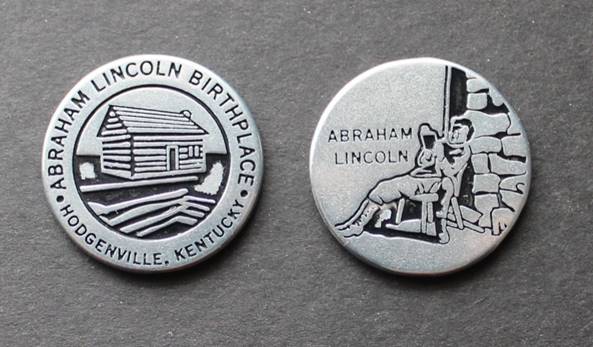 • ABRAHAM LINCOLN BIRTHPLACE •
HODGENVILLE, KENTUCKY
ABRAHAM
LINCOLN